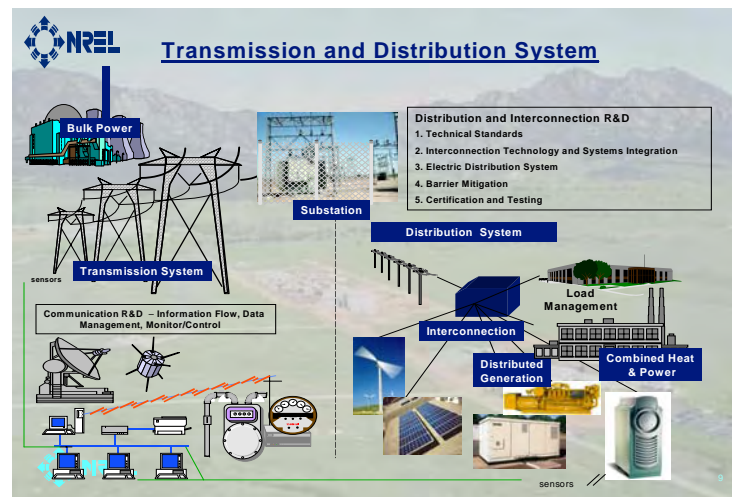 NREL
Transmission and Distribution System
Bulk Power
Distribution and Interconnection R&D
1. Technical Standards
2. Interconnection Technology and Systems Integration
3. Electric Distribution System
4. Barrier Mitigation
5. Certification and Testing
Substation
Distribution System
Transmission System
sensors
Load
Management
Communication R&D – Information Flow, Data
Management, Monitor/Control
Interconnection
Distributed
Generation
Combined Heat
& Power
NREL
sensors
9